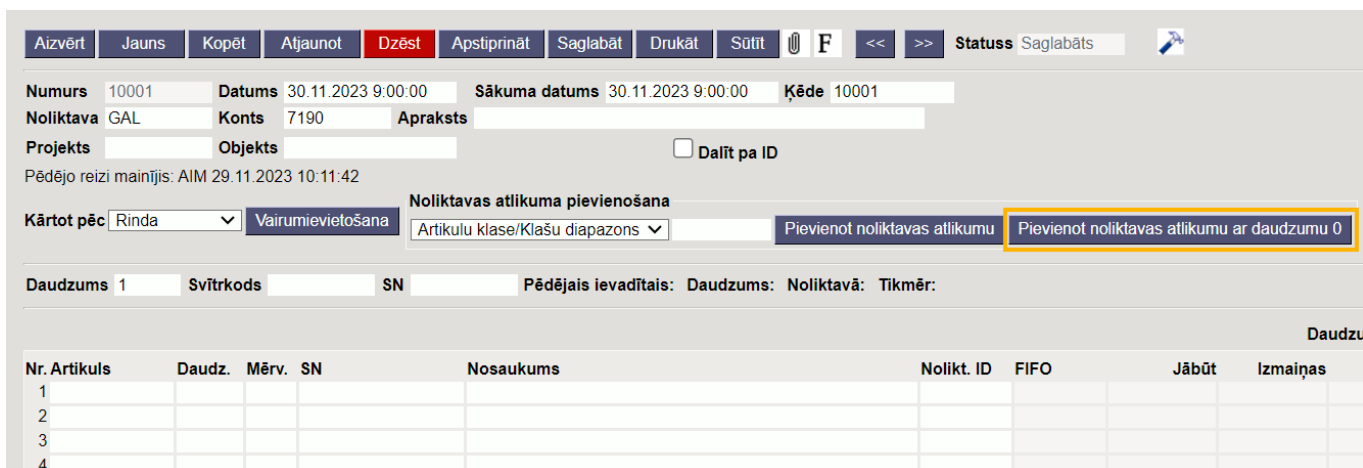 Aizvērt Jauns Kopēt Atjaunot Dzēst Apstiprināt Saglabāt Drukāt Sūtīt F << >> Statuss Saglabāts
Numurs 10001 Datums 30.11.2023 9:00:00 Sākuma datums 30.11.2023 9:00:00 Ķēde 10001
Noliktava GAL Konts 7190 Apraksts
Projekts Objekts Dalīt pa ID
Pēdējo reizi mainījis: AIM 29.11.2023 10:11:42
Noliktavas atlikuma pievienošana
Kārtot pēc Rinda Vairumievietošana Artikulu klase/Klašu diapazons Pievienot noliktavas atlikumu Pievienot noliktavas atlikumu ar daudzumu 0
Daudzums 1 Svītrkods SN Pēdējais ievadītais: Daudzums: Noliktavā: Tikmēr:
Daudzu
Nr. Artikuls Daudz. Mērv. SN Nosaukums Nolikt. ID FIFO Jābūt Izmaiņas
1
2
3
4